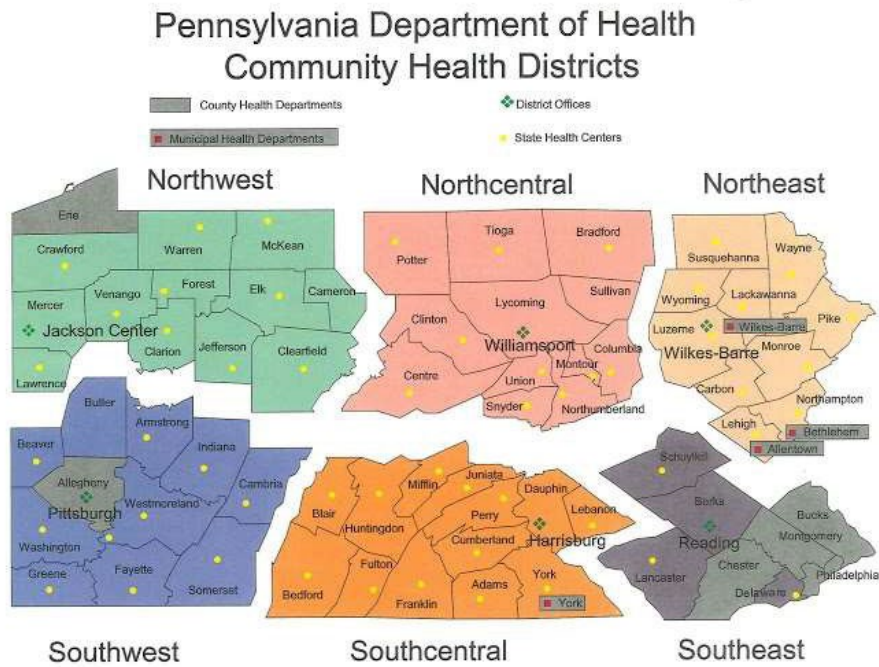 Pennsylvania Department of Health
Community Health Districts
County Health Departments
District Offices
Municipal Health Departments
State Health Centers
Northwest
Northcentral
Northeast
Erie
Crawford
Warren
McKean
Mercer
Venango
Forest
Elk
Cameron
Jackson Center
Clarion
Jefferson
Clearfield
Lawrence
Potter
Tioga
Bradford
Sullivan
Lycoming
Clinton
Williamsport
Columbia
Montour
Centre
Union
Snyder
Northumberland
Susquehanna
Wayne
Wyoming
Lackawanna
Pike
Luzerne
Wilkes-Barre
Wilkes-Barre
Monroe
Carbon
Northampton
Lehigh
Bethlehem
Allentown
Butler
Armstrong
Beaver
Indiana
Allegheny
Cambria
Pittsburgh
Westmoreland
Washington
Greene
Fayette
Somerset
Mifflin
Juniata
Dauphin
Blair
Huntingdon
Perry
Lebanon
Cumberland
Harrisburg
Bedford
Fulton
Franklin
Adams
York
York
Schuylkill
Berks
Bucks
Reading
Montgomery
Lancaster
Chester
Philadelphia
Delaware
Southwest
Southcentral
Southeast